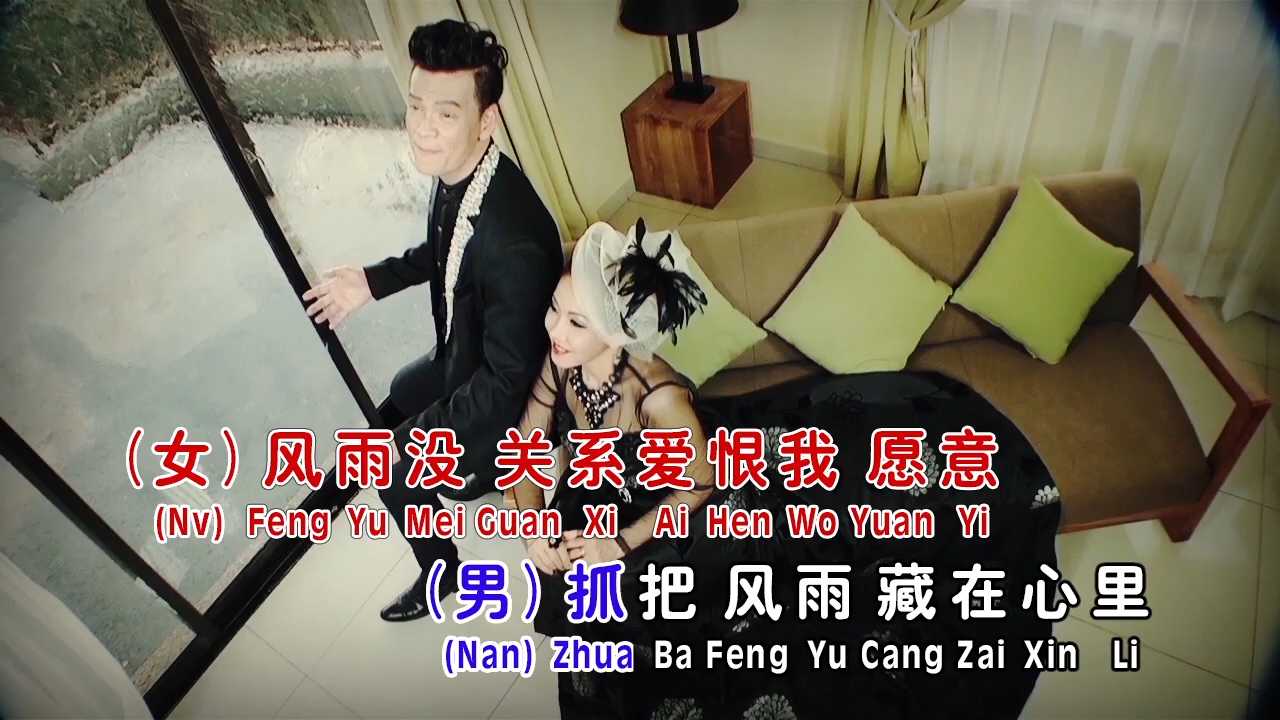 (女) 风雨没 关系爱恨我 愿意
(Nv) Feng Yu Mei Guan Xi Ai Hen Wo Yuan Yi
(男) 抓把 风雨 藏在心里
(Nan) Zhua Ba Feng Yu Cang Zai Xin Li